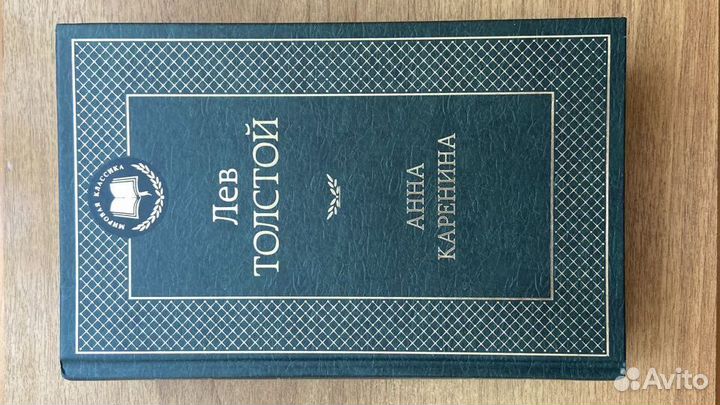 МИРОВАЯ КЛАССИКА
Лев
ТОЛСТОЙ
АННА
КАРЕНИНА
Avito